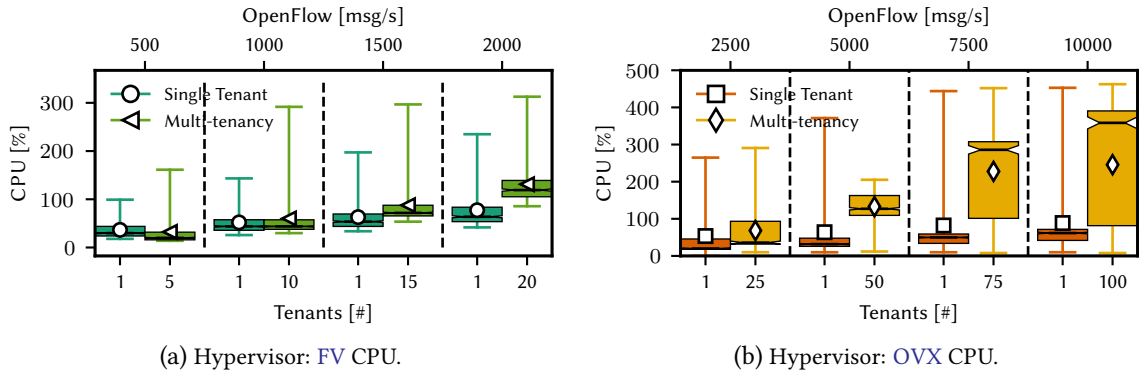 OpenFlow [msg/s]
500 1000 1500 2000
300
200
100
0
CPU [%]
Single Tenant
Multi-tenancy
1 5 1 10 1 15 1 20
Tenants [#]
(a) Hypervisor: FV CPU.
OpenFlow [msg/s]
2500 5000 7500 10000
500
400
300
200
100
0
CPU [%]
Single Tenant
Multi-tenancy
1 25 1 50 1 75 1 100
Tenants [#]
(b) Hypervisor: OVX CPU.